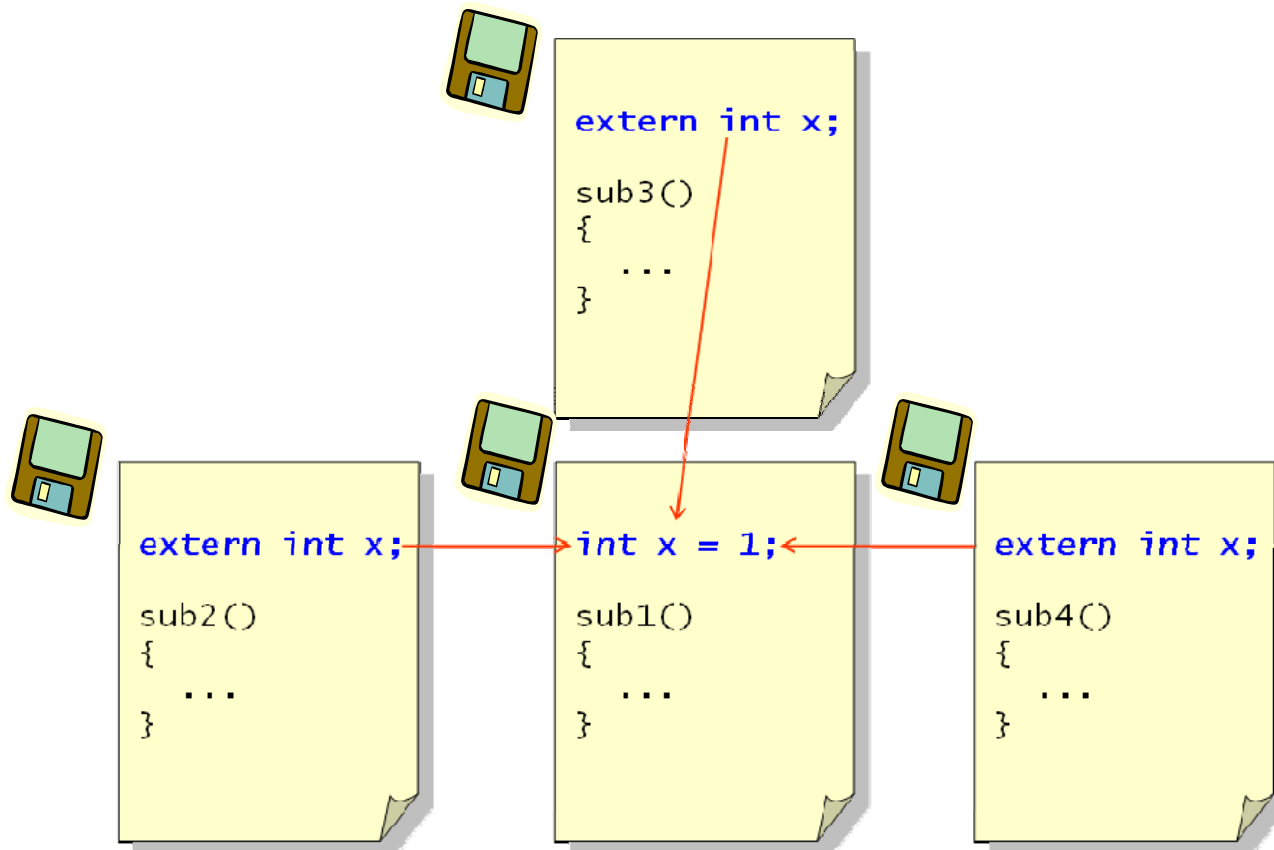 extern int x;
sub3()
{
...
}
extern int x;
sub2()
{
...
}
int x = 1;
sub1()
{
...
}
extern int x;
sub4()
{
...
}